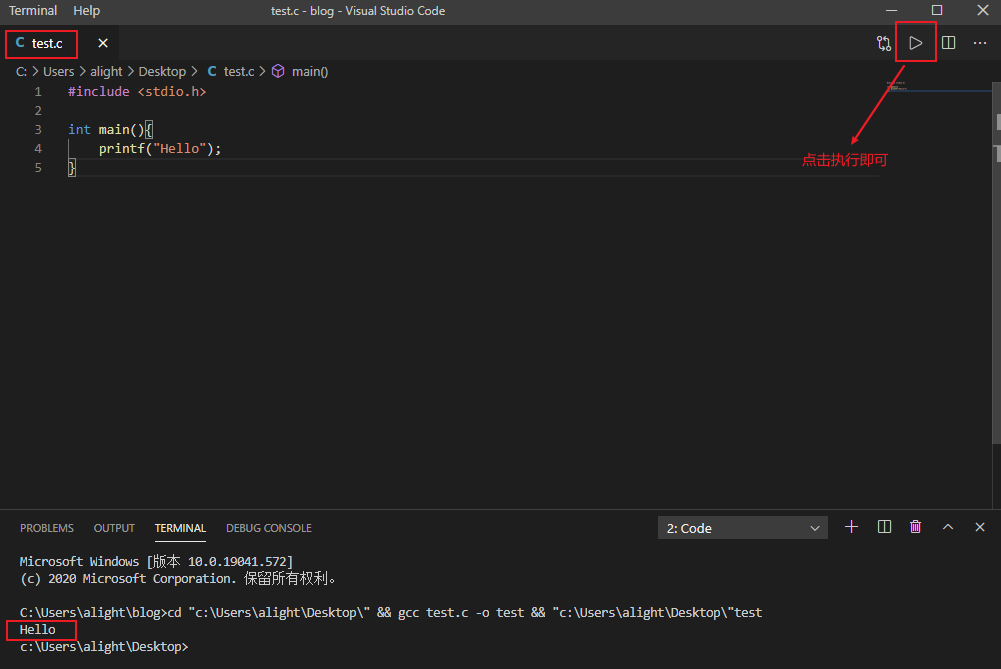 Terminal Help test.c - blog - Visual Studio Code
test.c
C: > Users > alight > Desktop > C test.c > main()
1 #include <stdio.h>
2
3 int main(){
4 printf("Hello");
点击执行即可
5 }
PROBLEMS OUTPUT TERMINAL DEBUG CONSOLE 2: Code
Microsoft Windows [版本 10.0.19041.572]
(c) 2020 Microsoft Corporation. 保留所有权利。
C:\Users\alight\blog>cd "c:\Users\alight\Desktop\" && gcc test.c -o test && "c:\Users\alight\Desktop\"test
Hello
c:\Users\alight\Desktop>